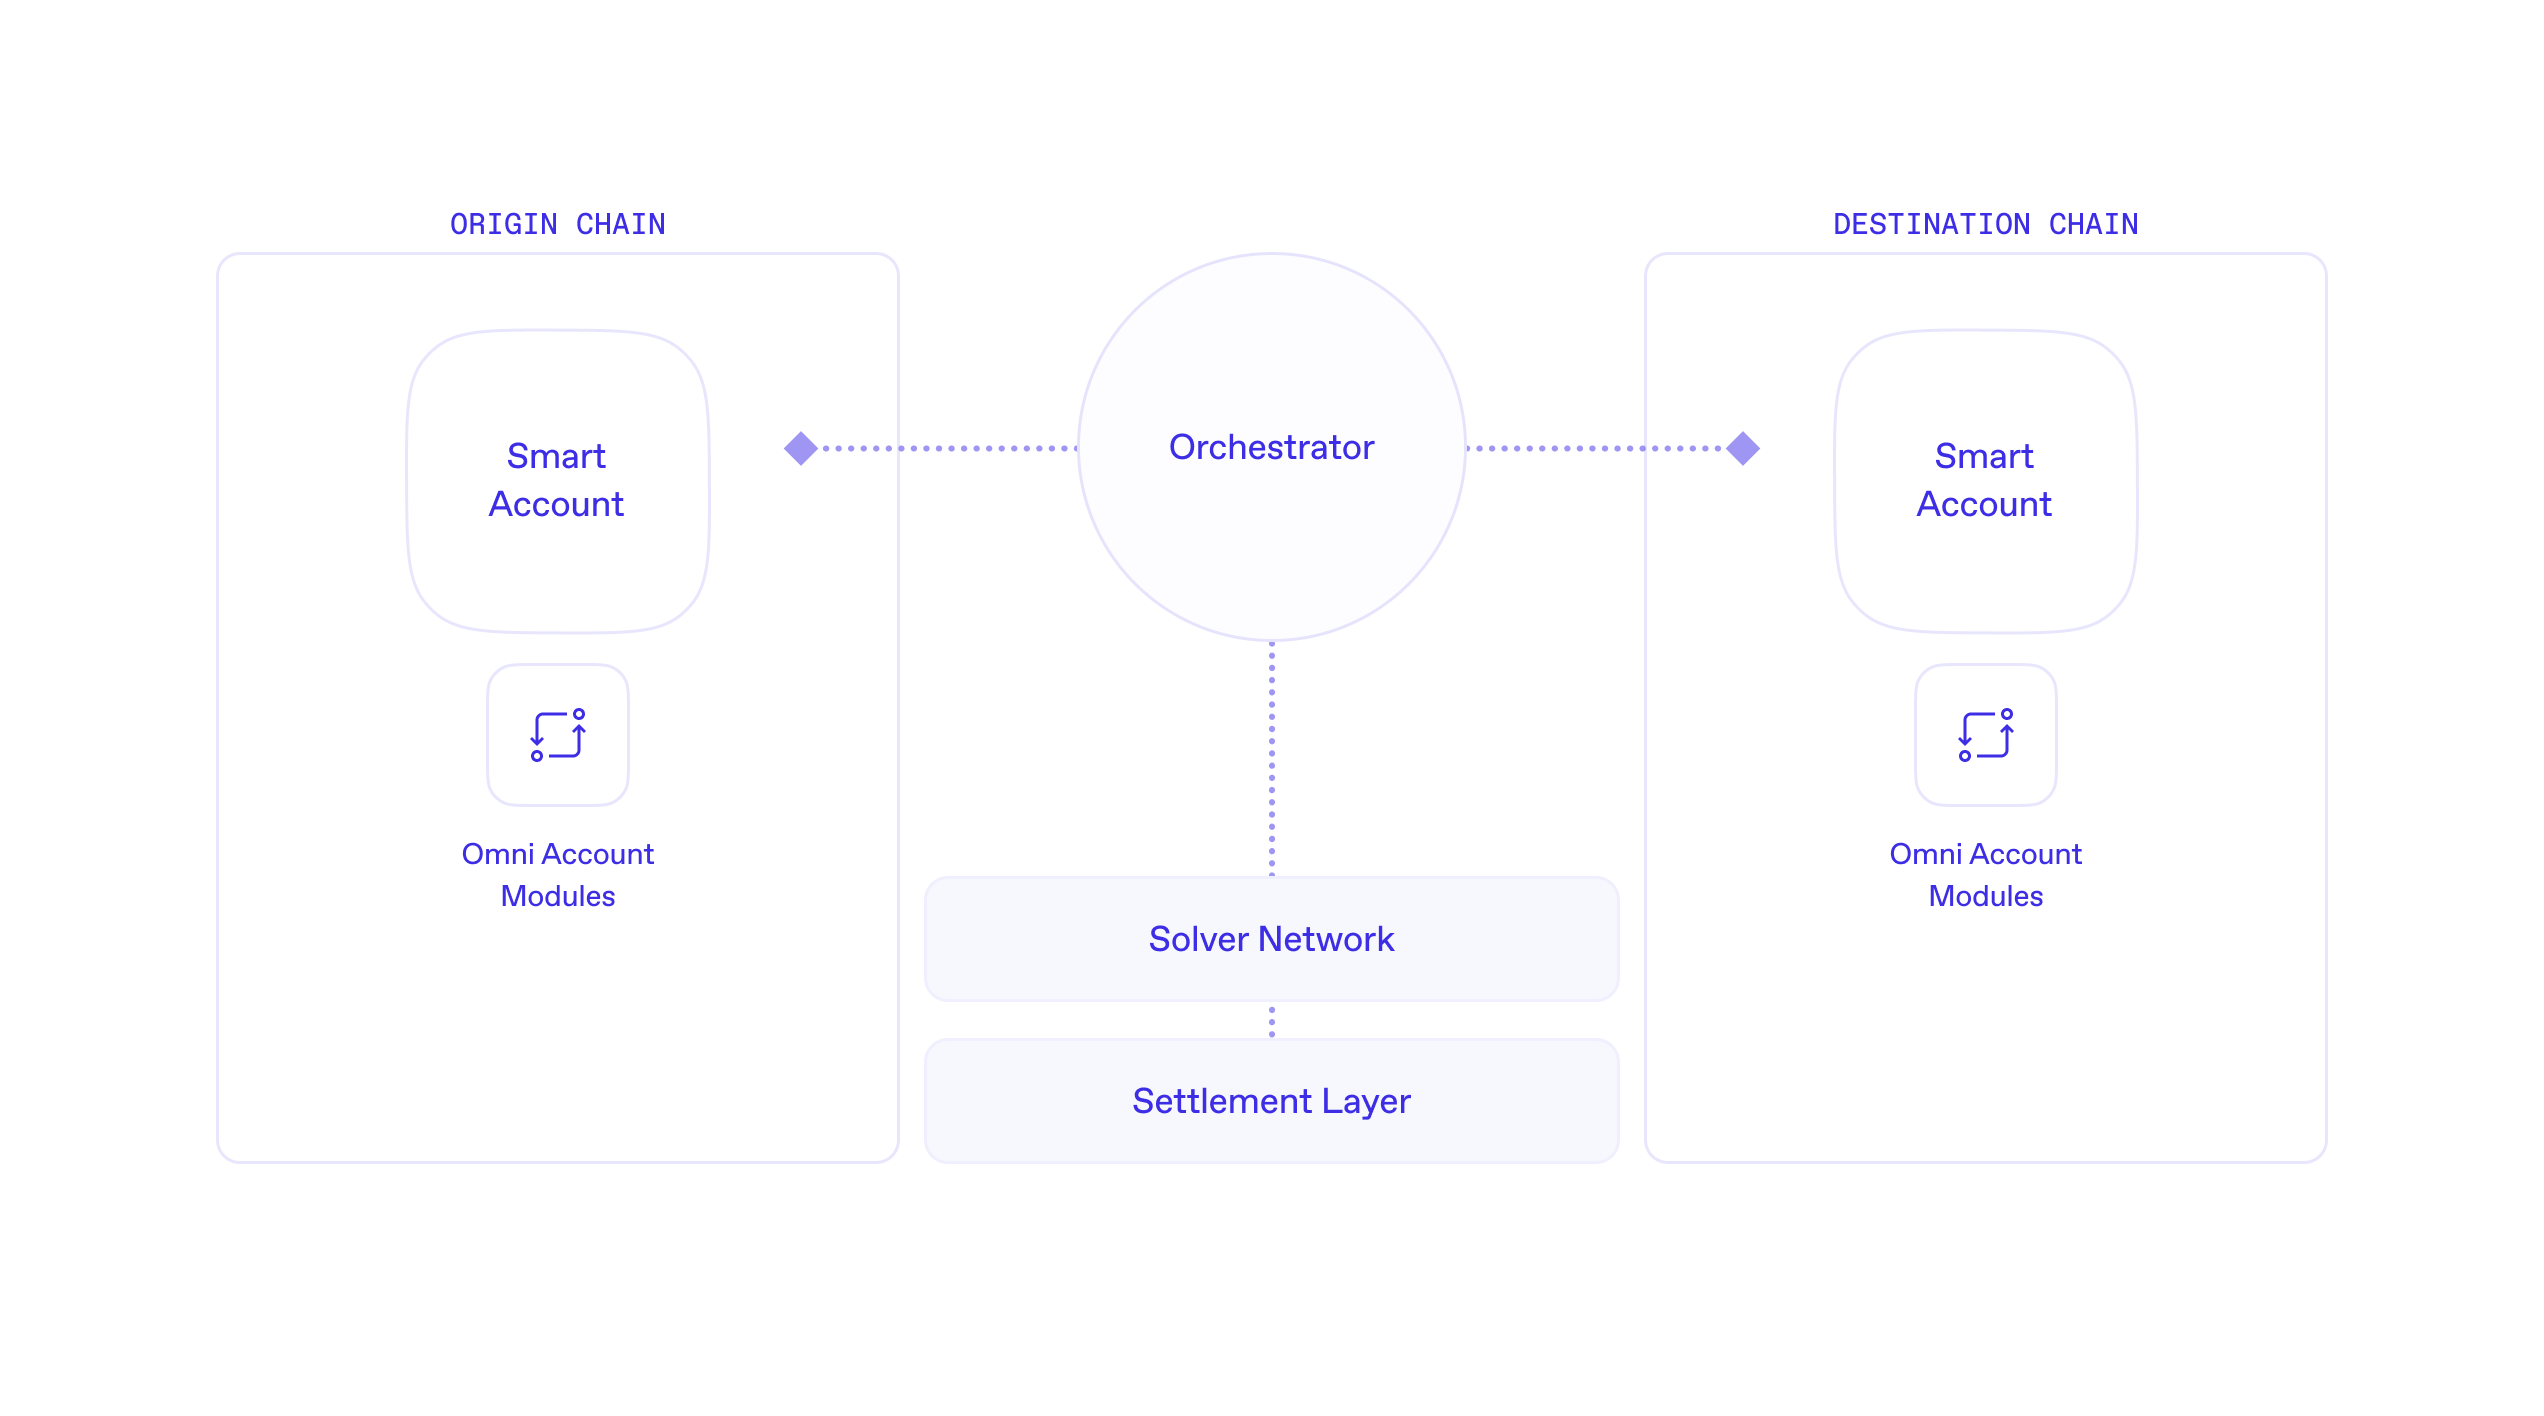 ORIGIN CHAIN
Smart
Account
Omni Account
Modules
Orchestrator
Solver Network
Settlement Layer
DESTINATION CHAIN
Smart
Account
Omni Account
Modules